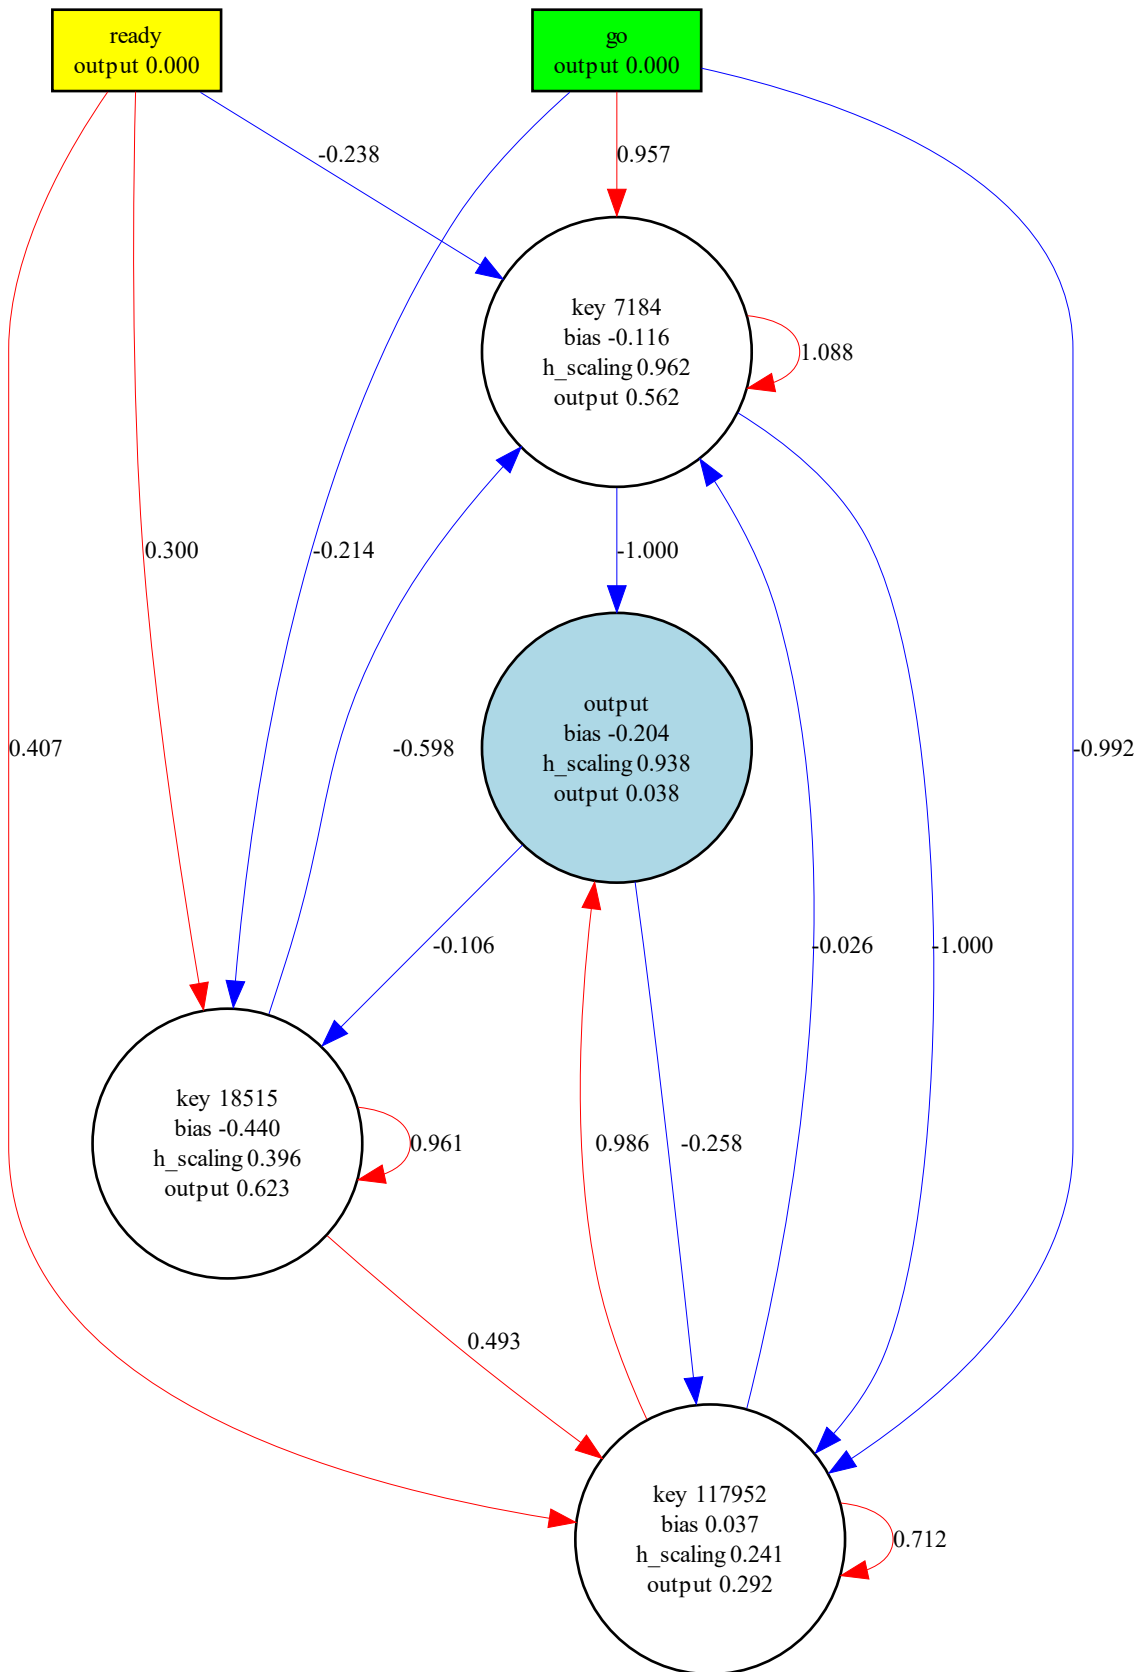 ready
output 0.000
go
output 0.000
-0.238
0.957
key 7184
bias -0.116
h_scaling 0.962
output 0.562
1.088
0.300
-0.214
-1.000
output
bias -0.204
h_scaling 0.938
output 0.038
0.407
-0.598
-0.992
-0.106
-0.026
-1.000
key 18515
bias -0.440
h_scaling 0.396
output 0.623
0.961
0.986
-0.258
0.493
key 117952
bias 0.037
h_scaling 0.241
output 0.292
0.712